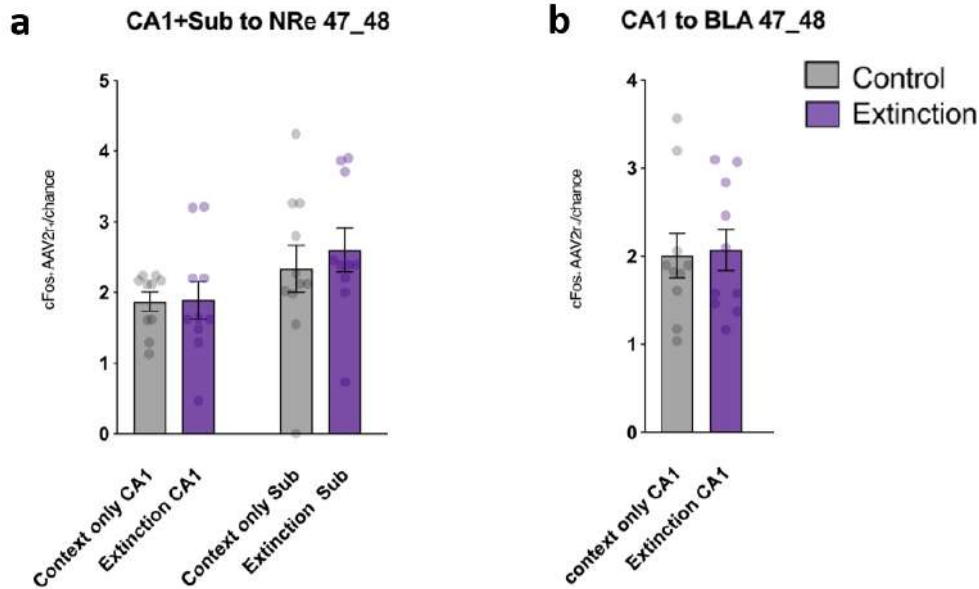 a CA1+Sub to NRe 47_48
cFos+ AAV2r+/chance
5
4
3
2
1
0
Context only CA1
Extinction CA1
Context only Sub
Extinction Sub
b CA1 to BLA 47_48
cFos+ AAV2r+/chance
4
3
2
1
0
context only CA1
Extinction CA1
Control
Extinction